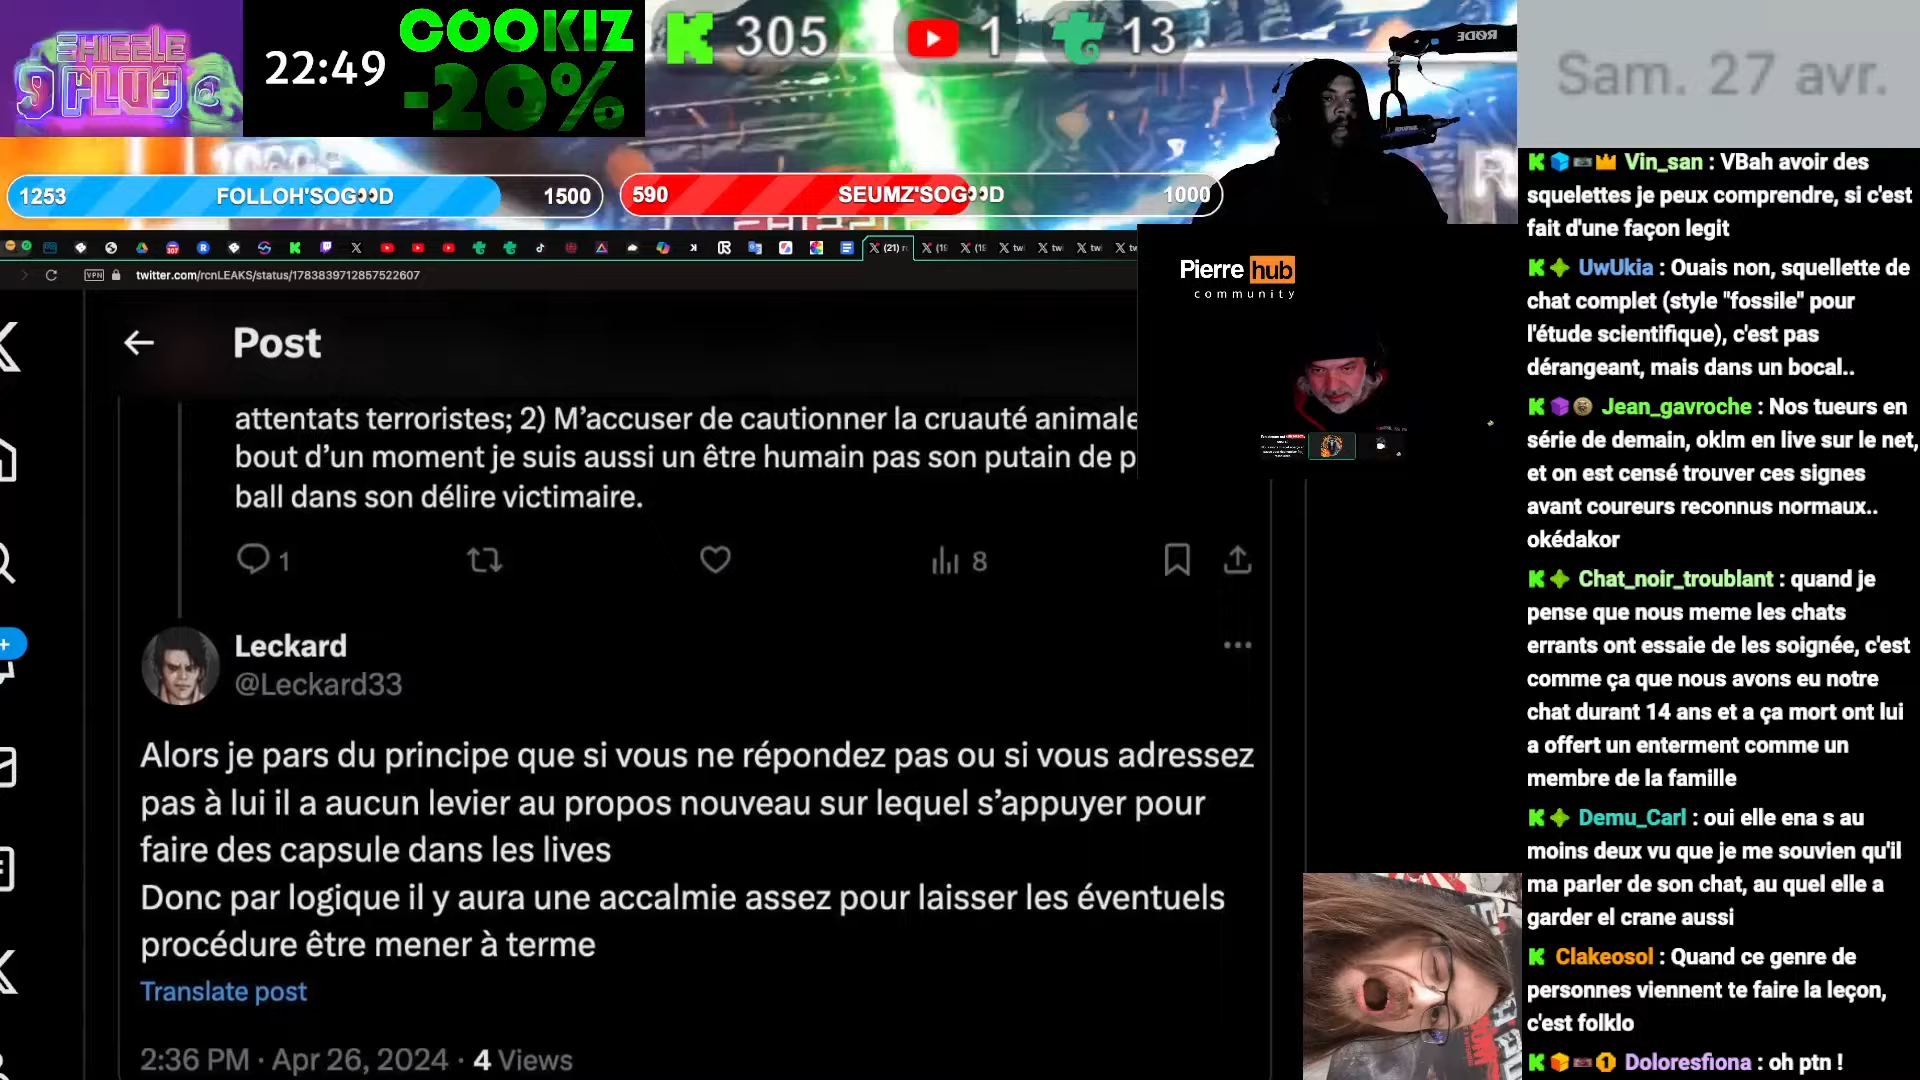 EHIZZLE
PLUG
22:49
COOKIZ
-20%
305
1
13
RØDE
Sam. 27 avr.
1253
FOLLOH'SOG👀D
1500
590
SEUMZ'SOG👀D
1000
twitter.com/rcnLEAKS/status/1783839712857522607
VPN
Pierre hub
community
Post
attentats terroristes; 2) M’accuser de cautionner la cruauté animale
bout d’un moment je suis aussi un être humain pas son putain de p
ball dans son délire victimaire.
1
8
Leckard
@Leckard33
Alors je pars du principe que si vous ne répondez pas ou si vous adressez
pas à lui il a aucun levier au propos nouveau sur lequel s’appuyer pour
faire des capsule dans les lives
Donc par logique il y aura une accalmie assez pour laisser les éventuels
procédure être mener à terme
Translate post
2:36 PM · Apr 26, 2024 · 4 Views
Vin_san : VBah avoir des
squelettes je peux comprendre, si c'est
fait d'une façon legit
UwUkia : Ouais non, squellette de
chat complet (style "fossile" pour
l'étude scientifique), c'est pas
dérangeant, mais dans un bocal..
Jean_gavroche : Nos tueurs en
série de demain, oklm en live sur le net,
et on est censé trouver ces signes
avant coureurs reconnus normaux..
okédakor
Chat_noir_troublant : quand je
pense que nous meme les chats
errants ont essaie de les soignée, c'est
comme ça que nous avons eu notre
chat durant 14 ans et a ça mort ont lui
a offert un enterment comme un
membre de la famille
Demu_Carl : oui elle ena s au
moins deux vu que je me souvien qu'il
ma parler de son chat, au quel elle a
garder el crane aussi
Clakeosol : Quand ce genre de
personnes viennent te faire la leçon,
c'est folklo
Doloresfiona : oh ptn !